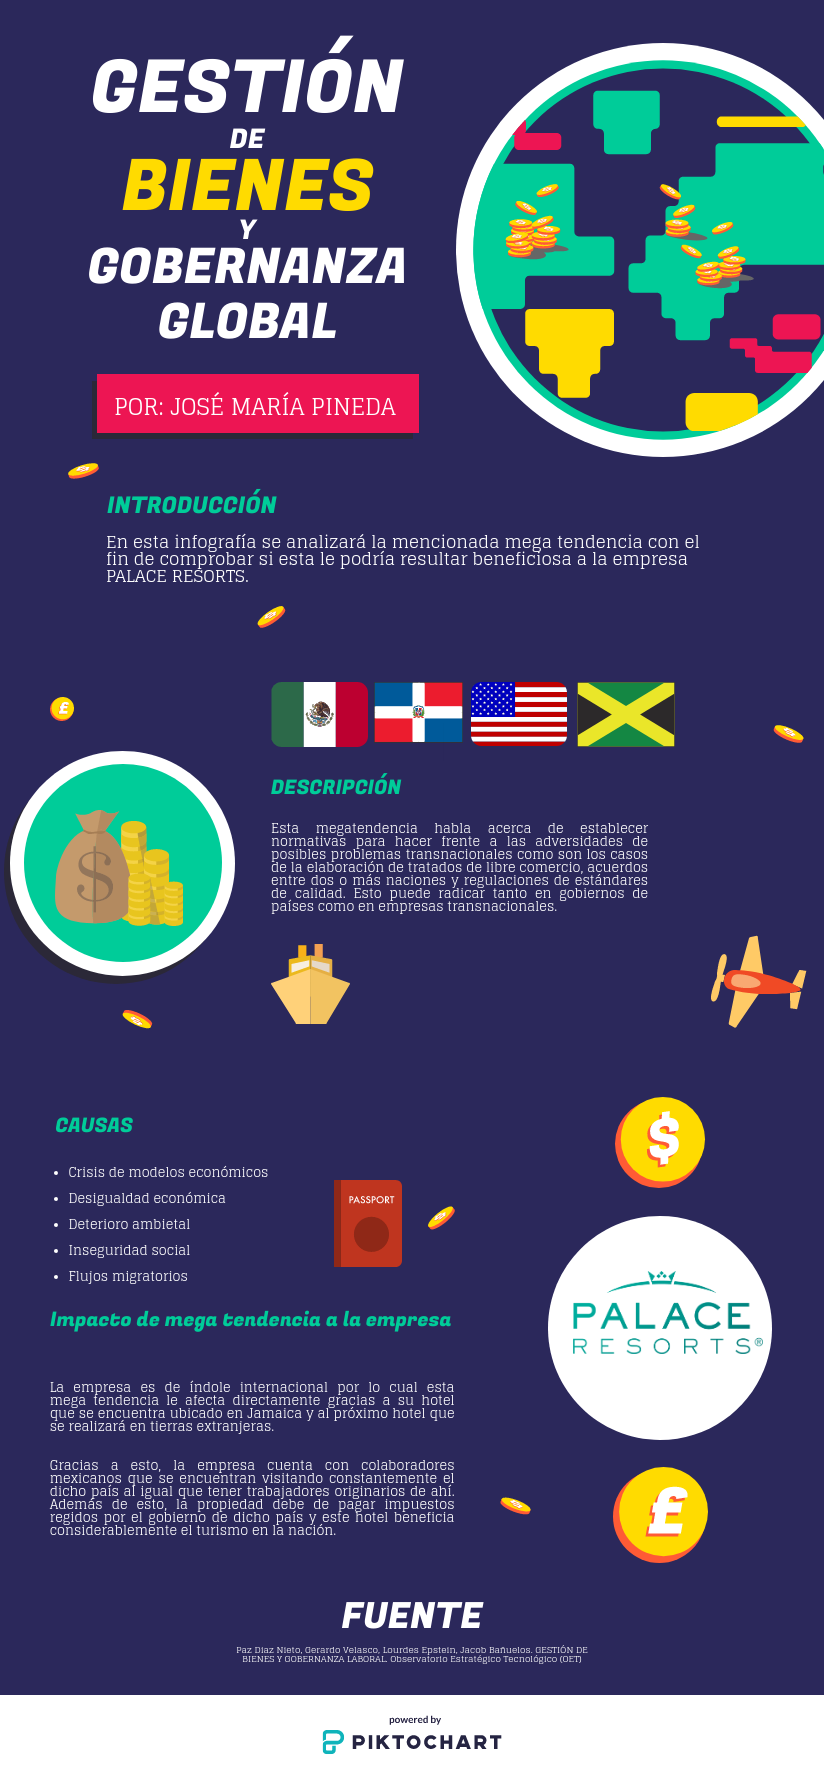 GESTIÓN
DE
BIENES
Y
GOBERNANZA
GLOBAL
POR: JOSÉ MARÍA PINEDA
INTRODUCCIÓN
En esta infografía se analizará la mencionada mega tendencia con el
fin de comprobar si esta le podría resultar beneficiosa a la empresa
PALACE RESORTS.
£
DESCRIPCIÓN
Esta megatendencia habla acerca de establecer
normativas para hacer frente a las adversidades de
posibles problemas transnacionales como son los casos
de la elaboración de tratados de libre comercio, acuerdos
entre dos o más naciones y regulaciones de estándares
de calidad. Esto puede radicar tanto en gobiernos de
países como en empresas transnacionales.
$
CAUSAS
• Crisis de modelos económicos
• Desigualdad económica
• Deterioro ambietal
• Inseguridad social
• Flujos migratorios
PASSPORT
$
PALACE
RESORTS®
Impacto de mega tendencia a la empresa
La empresa es de índole internacional por lo cual esta
mega tendencia le afecta directamente gracias a su hotel
que se encuentra ubicado en Jamaica y al próximo hotel que
se realizará en tierras extranjeras.
Gracias a esto, la empresa cuenta con colaboradores
mexicanos que se encuentran visitando constantemente el
dicho país al igual que tener trabajadores originarios de ahí.
Además de esto, la propiedad debe de pagar impuestos
regidos por el gobierno de dicho país y este hotel beneficia
considerablemente el turismo en la nación.
£
FUENTE
Paz Diaz Nieto, Gerardo Velasco, Lourdes Epstein, Jacob Bañuelos. GESTIÓN DE
BIENES Y GOBERNANZA LABORAL. Observatorio Estratégico Tecnológico (OET)
powered by
PIKTOCHART